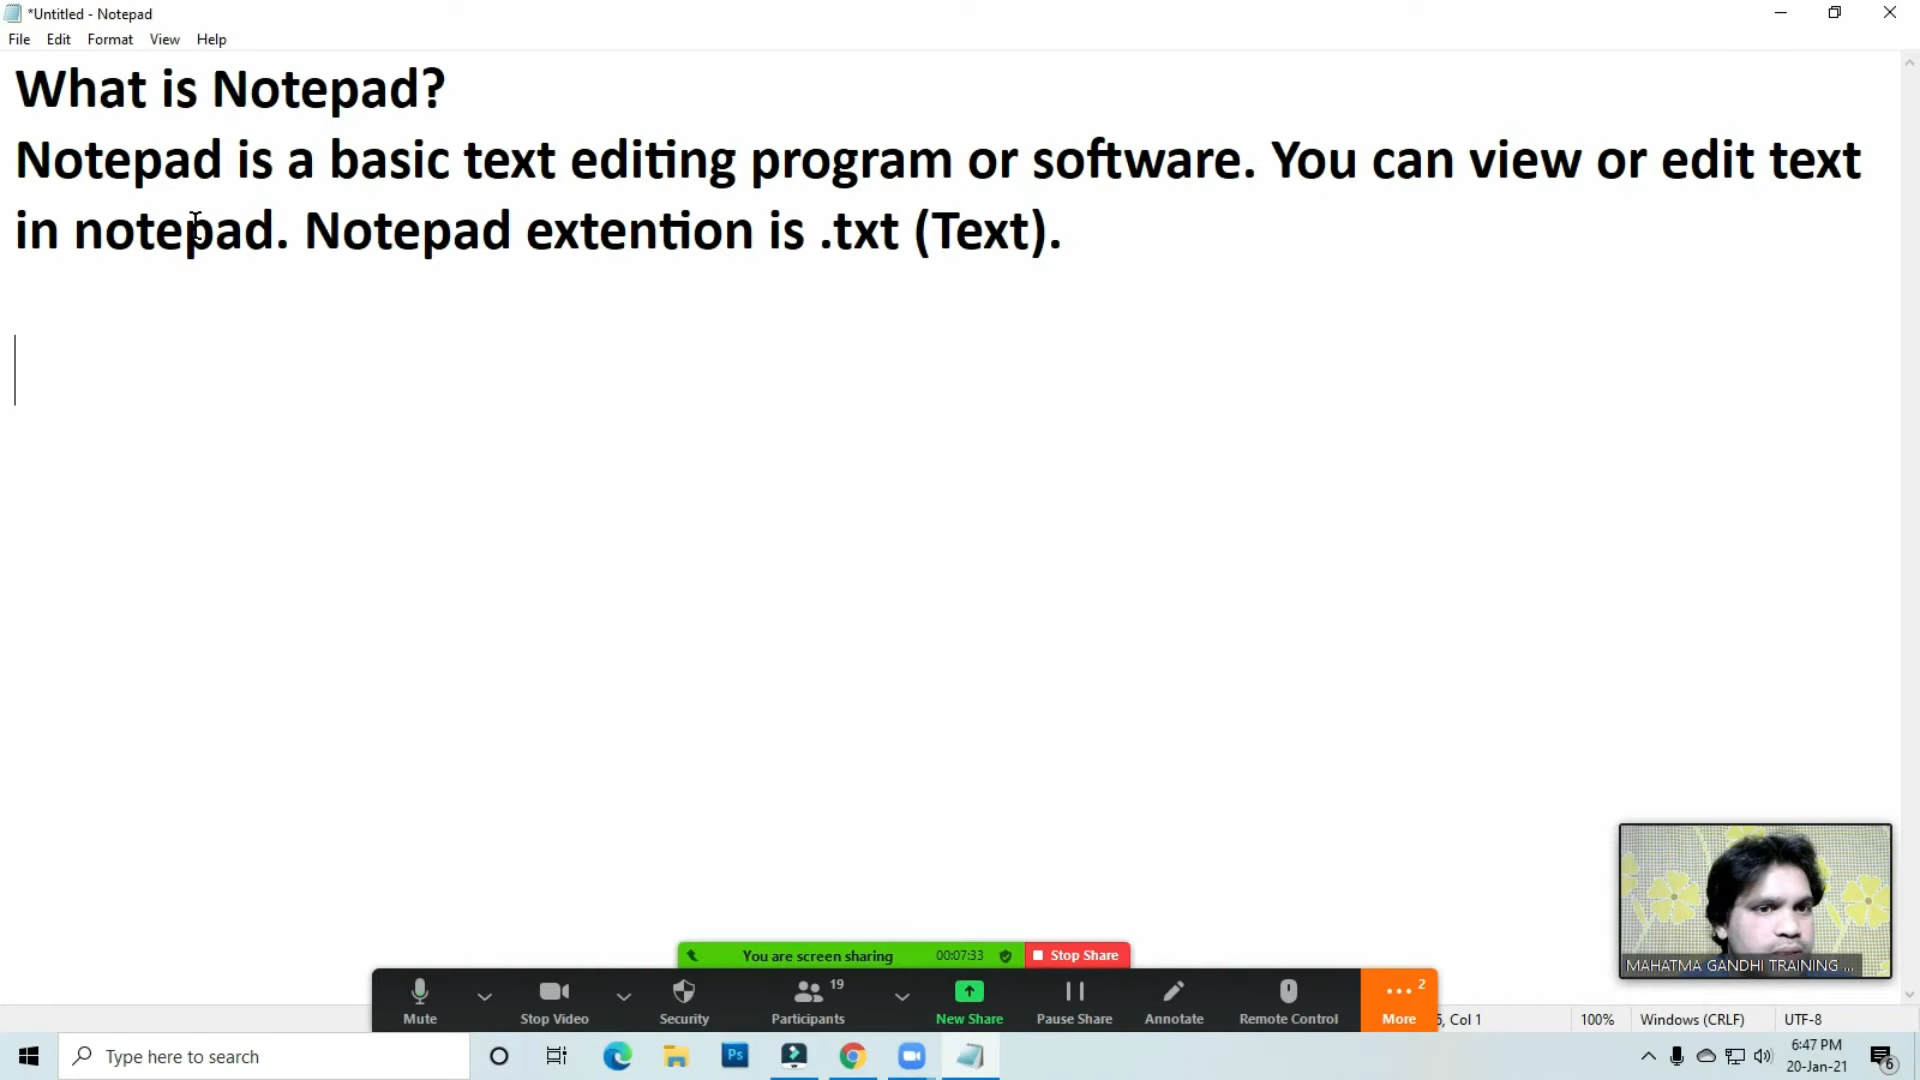 *Untitled - Notepad
File Edit Format View Help
What is Notepad?
Notepad is a basic text editing program or software. You can view or edit text
in notepad. Notepad extention is .txt (Text).
MAHATMA GANDHI TRAINING ...
You are screen sharing 00:07:33 Stop Share
19 2
Mute Stop Video Security Participants New Share Pause Share Annotate Remote Control More
Col 1 100% Windows (CRLF) UTF-8
Type here to search
Ps
6:47 PM
20-Jan-21
6